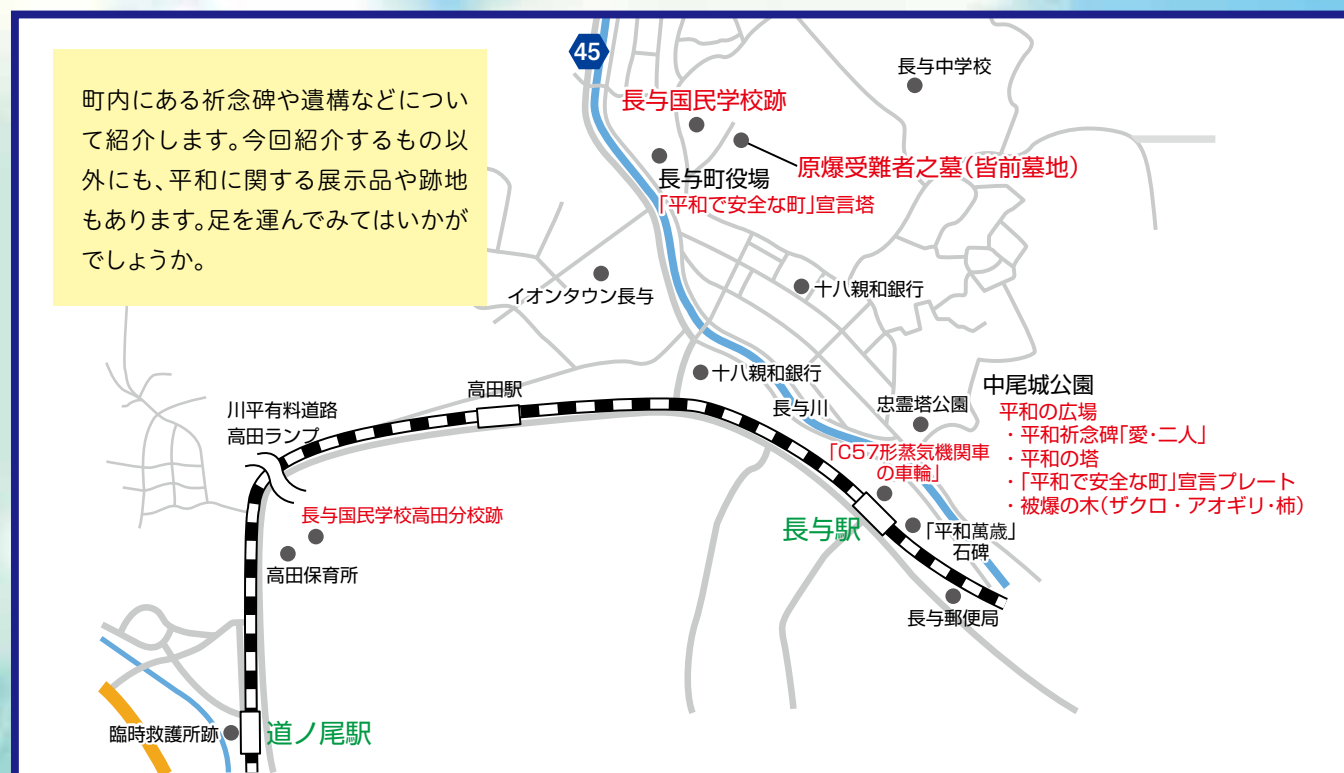 町内にある祈念碑や遺構などについ
て紹介します。今回紹介するもの以
外にも、平和に関する展示品や跡地
もあります。足を運んでみてはいかが
でしょうか。
45
長与中学校
長与国民学校跡
原爆受難者之墓(皆前墓地)
長与町役場
「平和で安全な町」宣言塔
イオンタウン長与
十八親和銀行
十八親和銀行
高田駅
長与川
忠霊塔公園
中尾城公園
平和の広場
・平和祈念碑「愛・二人」
・平和の塔
・「平和で安全な町」宣言プレート
・被爆の木(ザクロ・アオギリ・柿)
川平有料道路
高田ランプ
「C57形蒸気機関車
の車輪」
長与国民学校高田分校跡
高田保育所
長与駅
「平和萬歳」
石碑
長与郵便局
臨時救護所跡
道ノ尾駅